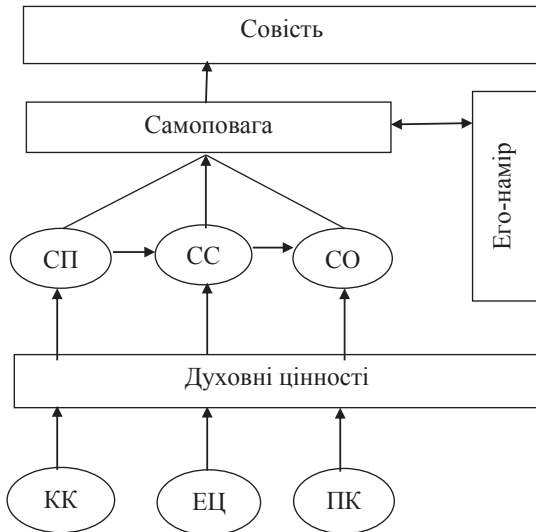 Совість
Самоповага
Его-намір
СП
СС
СО
Духовні цінності
КК
ЕЦ
ПК